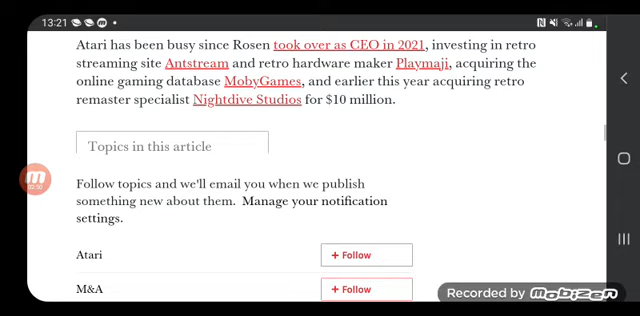 13:21
Atari has been busy since Rosen took over as CEO in 2021, investing in retro
streaming site Antstream and retro hardware maker Playmaji, acquiring the
online gaming database MobyGames, and earlier this year acquiring retro
remaster specialist Nightdive Studios for $10 million.
Topics in this article
Follow topics and we'll email you when we publish
something new about them. Manage your notification
settings.
Atari
+ Follow
M&A
+ Follow
Recorded by mobizen